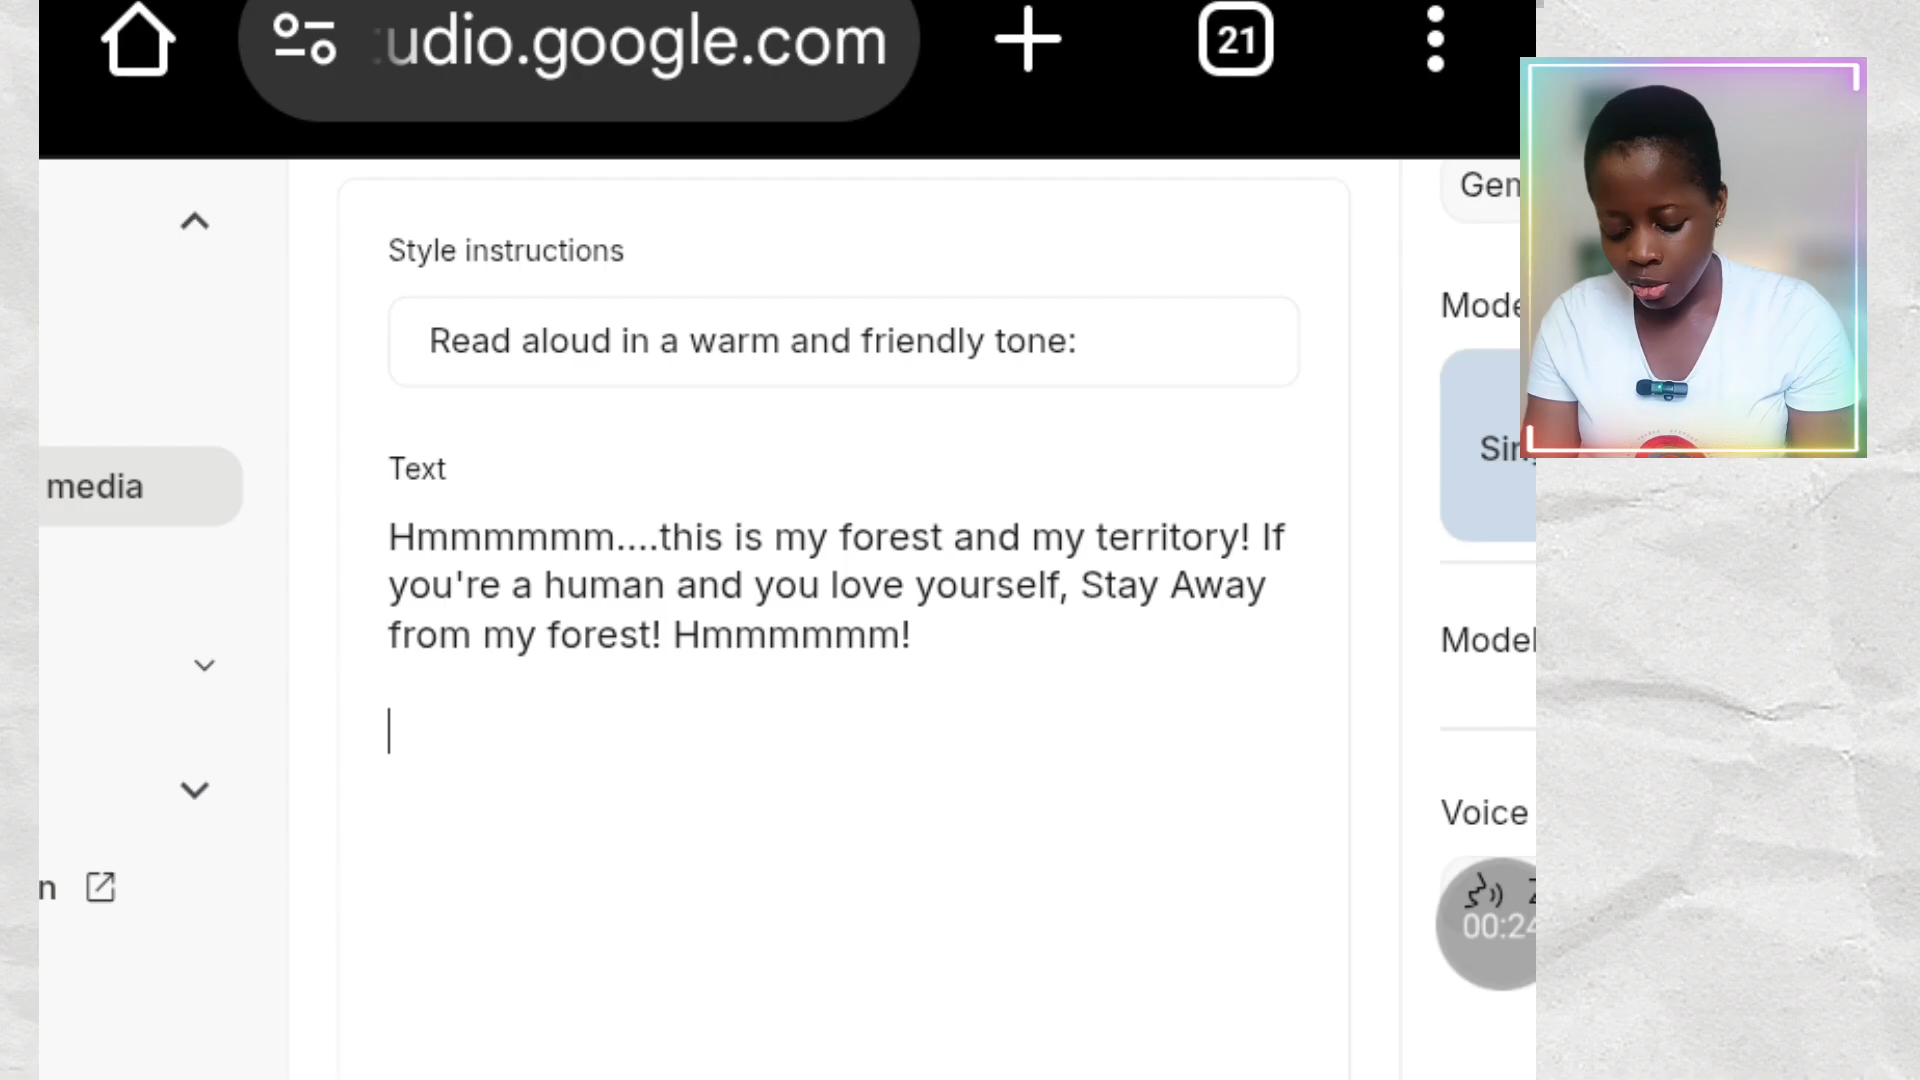 udio.google.com
21
Style instructions
Read aloud in a warm and friendly tone:
Text
Hmmmmmm....this is my forest and my territory! If
you're a human and you love yourself, Stay Away
from my forest! Hmmmmmm!
media
n
Gen
Mode
Sin
Model
Voice
00:24